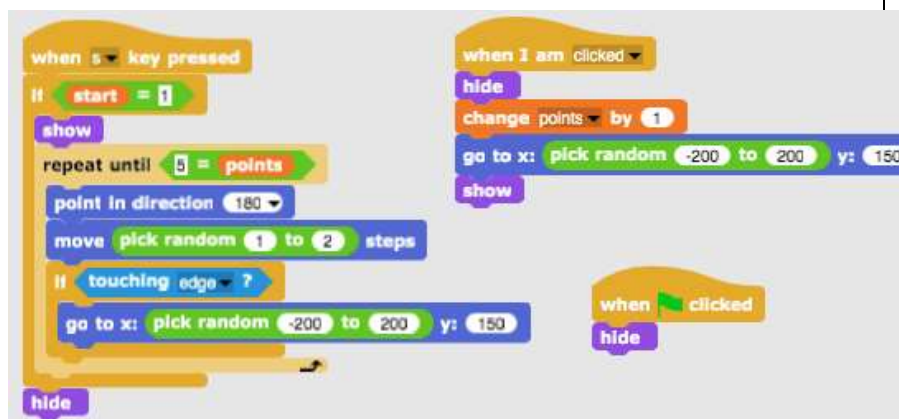 when s key pressed
if start = 1
show
repeat until 5 = points
point in direction 180
move pick random 1 to 2 steps
if touching edge ?
go to x: pick random -200 to 200 y: 150
hide
when I am clicked
hide
change points by 1
go to x: pick random -200 to 200 y: 150
show
when clicked
hide